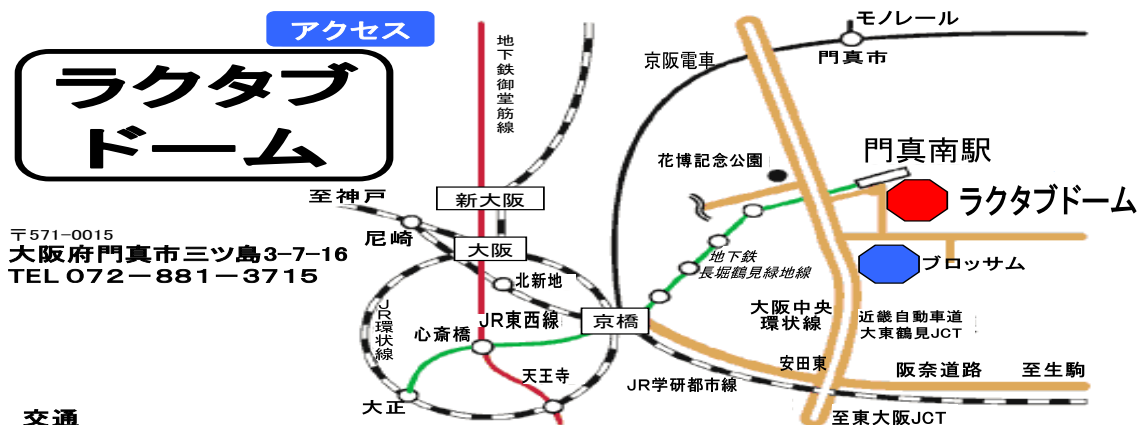 アクセス
ラクタブ
ドーム
〒571-0015
大阪府門真市三ツ島3-7-16
TEL 072－881－3715
交通
地下鉄御堂筋線
モノレール
門真市
京阪電車
花博記念公園
門真南駅
ラクタブドーム
至神戸
新大阪
尼崎
大阪
北新地
地下鉄
長堀鶴見緑地線
ブロッサム
JR環状線
心斎橋
JR東西線
京橋
大阪中央
環状線
近畿自動車道
大東鶴見JCT
天王寺
大正
JR学研都市線
安田東
阪奈道路
至生駒
至東大阪JCT